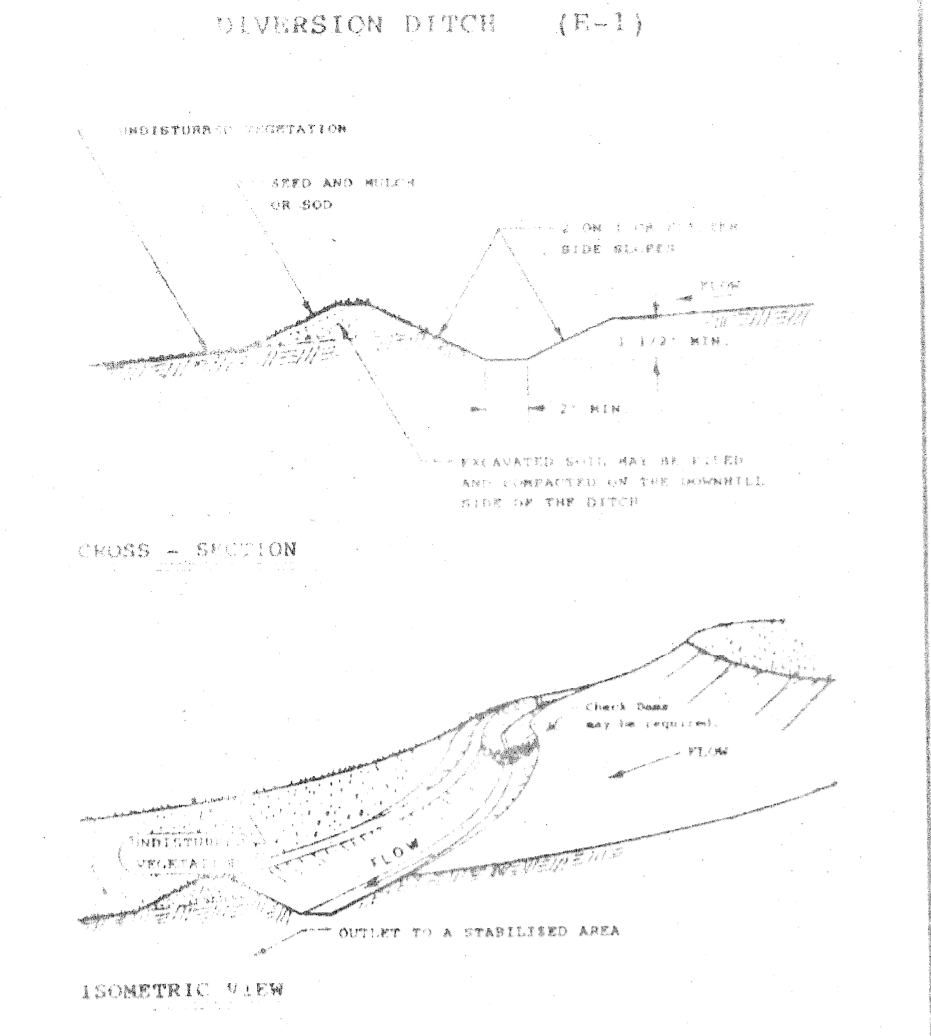 DIVERSION DITCH (E-1)
UNDISTURBED VEGETATION
SEED AND MULCH
OR SOD
2 ON 1 OR FLATTER
SIDE SLOPES
FLOW
1 1/2' MIN.
2' MIN.
EXCAVATED SOIL MAY BE PILED
AND COMPACTED ON THE DOWNHILL
SIDE OF THE DITCH
CROSS - SECTION
Check Dams
may be required.
FLOW
UNDISTURBED
VEGETATION
FLOW
OUTLET TO A STABILISED AREA
ISOMETRIC VIEW